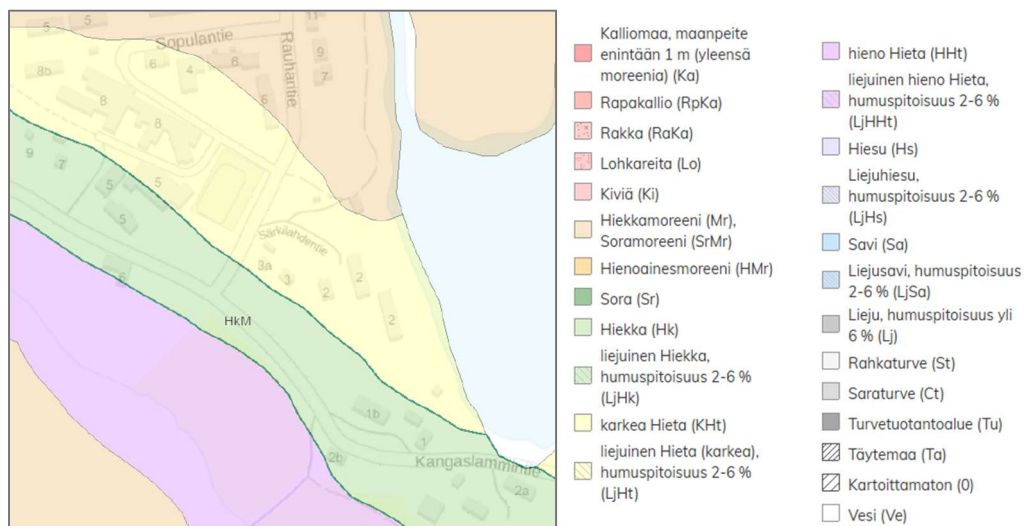 5
5
Sopulantie
11
Rauhantie
9
7
6
4
6
6
8b
8
8
9
7
5
5
5
Särkilahdentie
3a
3
2
2
2
6
HkM
1b
1
2b
Kangaslammintie
2a
Kalliomaa, maanpeite
enintään 1 m (yleensä
moreenia) (Ka)
Rapakallio (RpKa)
Rakka (RaKa)
Lohkareita (Lo)
Kiviä (Ki)
Hiekkamoreeni (Mr),
Soramoreeni (SrMr)
Hienoainesmoreeni (HMr)
Sora (Sr)
Hiekka (Hk)
liejuinen Hiekka,
humuspitoisuus 2-6 %
(LjHk)
karkea Hieta (KHt)
liejuinen Hieta (karkea),
humuspitoisuus 2-6 %
(LjHt)
hieno Hieta (HHt)
liejuinen hieno Hieta,
humuspitoisuus 2-6 %
(LjHHt)
Hiesu (Hs)
Liejuhiesu,
humuspitoisuus 2-6 %
(LjHs)
Savi (Sa)
Liejusavi, humuspitoisuus
2-6 % (LjSa)
Lieju, humuspitoisuus yli
6 % (Lj)
Rahkaturve (St)
Saraturve (Ct)
Turvetuotantoalue (Tu)
Täytemaa (Ta)
Kartoittamaton (0)
Vesi (Ve)